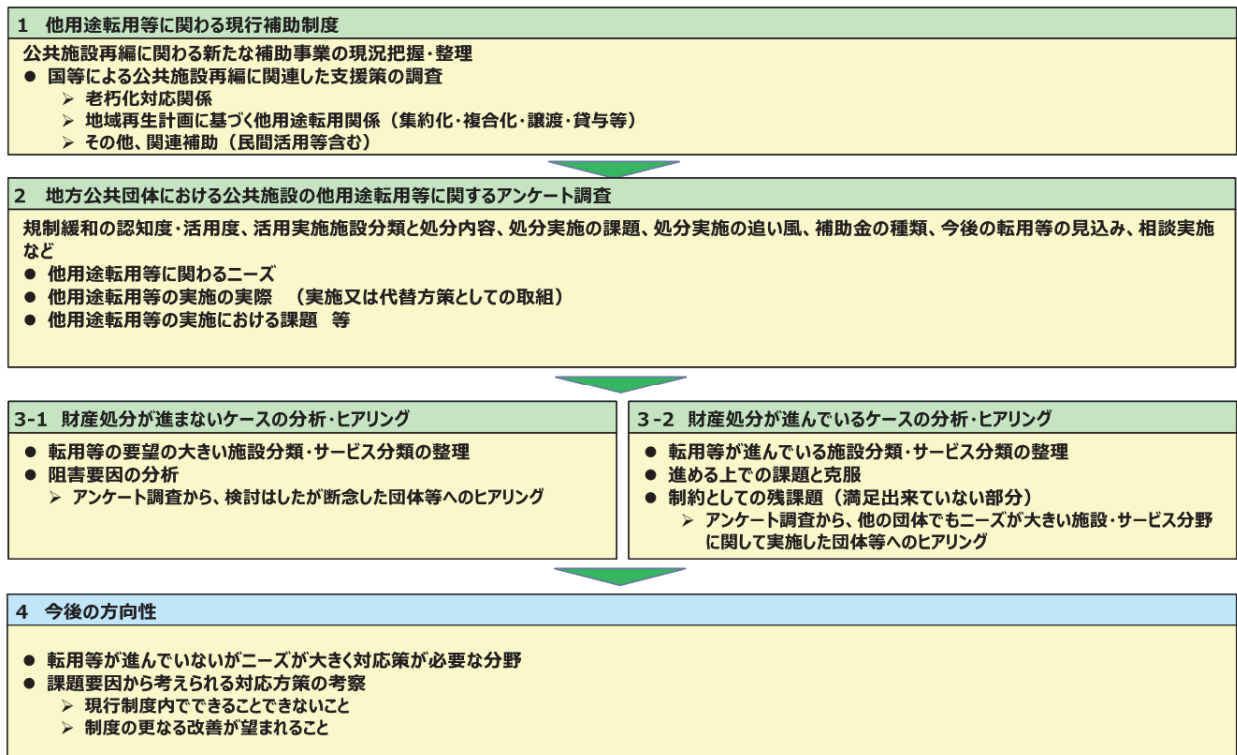 1 他用途転用等に関わる現行補助制度
公共施設再編に関わる新たな補助事業の現況把握・整理
● 国等による公共施設再編に関連した支援策の調査
➢ 老朽化対応関係
➢ 地域再生計画に基づく他用途転用関係（集約化・複合化・譲渡・貸与等）
➢ その他、関連補助（民間活用等含む）
2 地方公共団体における公共施設の他用途転用等に関するアンケート調査
規制緩和の認知度・活用度、活用実施施設分類と処分内容、処分実施の課題、処分実施の追い風、補助金の種類、今後の転用等の見込み、相談実施
など
● 他用途転用等に関わるニーズ
● 他用途転用等の実施の実際 （実施又は代替方策としての取組）
● 他用途転用等の実施における課題 等
3-1 財産処分が進まないケースの分析・ヒアリング
● 転用等の要望の大きい施設分類・サービス分類の整理
● 阻害要因の分析
➢ アンケート調査から、検討はしたが断念した団体等へのヒアリング
3-2 財産処分が進んでいるケースの分析・ヒアリング
● 転用等が進んでいる施設分類・サービス分類の整理
● 進める上での課題と克服
● 制約としての残課題（満足出来ていない部分）
➢ アンケート調査から、他の団体でもニーズが大きい施設・サービス分野
に関して実施した団体等へのヒアリング
4 今後の方向性
● 転用等が進んでいないがニーズが大きく対応策が必要な分野
● 課題要因から考えられる対応方策の考察
➢ 現行制度内でできることできないこと
➢ 制度の更なる改善が望まれること